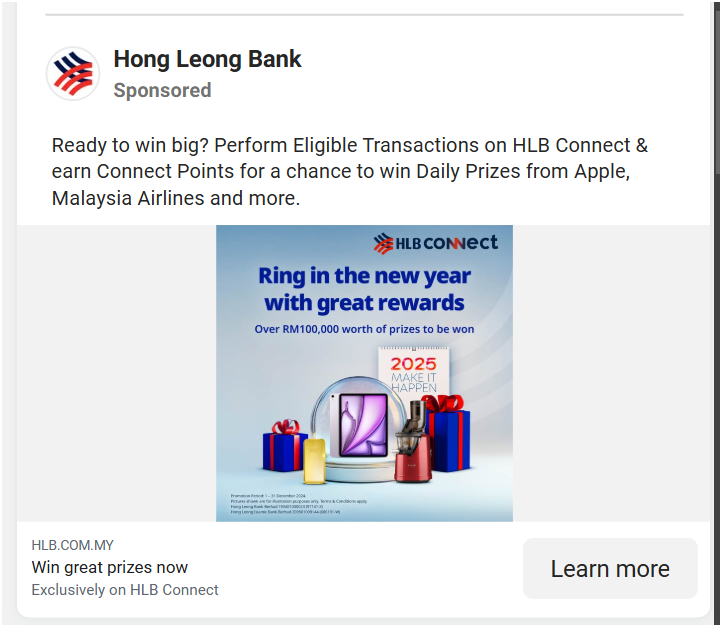 Hong Leong Bank
Sponsored
Ready to win big? Perform Eligible Transactions on HLB Connect &
earn Connect Points for a chance to win Daily Prizes from Apple,
Malaysia Airlines and more.
HLB CONNECT
Ring in the new year
with great rewards
Over RM100,000 worth of prizes to be won
2025
MAKE IT
HAPPEN
Promotion Period: 1 - 31 December 2024
Pictures shown are for illustration purposes only. Terms & Conditions apply.
Hong Leong Bank Berhad
Hong Leong Islamic Bank Berhad
HLB.COM.MY
Win great prizes now
Exclusively on HLB Connect
Learn more